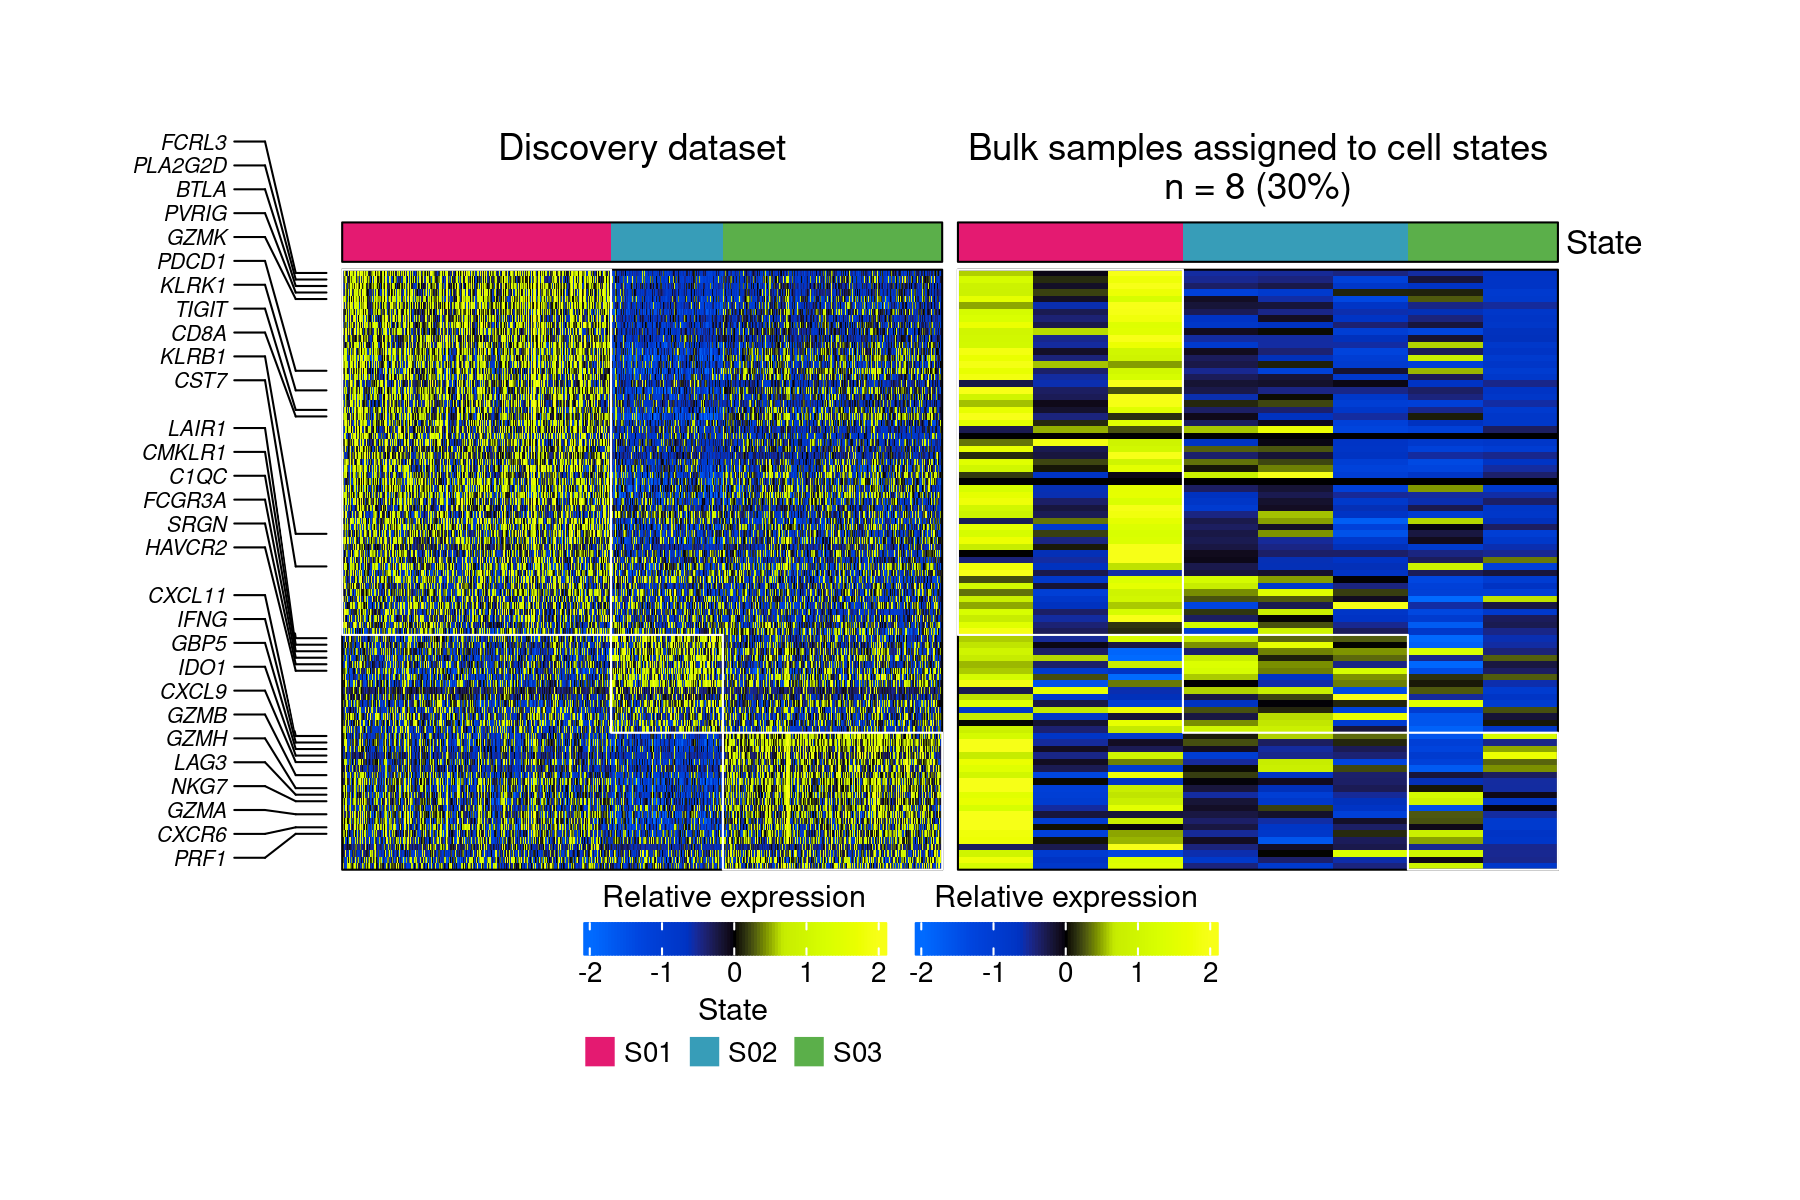 Discovery dataset
Bulk samples assigned to cell states
n = 8 (30%)
State
FCRL3
PLA2G2D
BTLA
PVRIG
GZMK
PDCD1
KLRK1
TIGIT
CD8A
KLRB1
CST7
LAIR1
CMKLR1
C1QC
FCGR3A
SRGN
HAVCR2
CXCL11
IFNG
GBP5
IDO1
CXCL9
GZMB
GZMH
LAG3
NKG7
GZMA
CXCR6
PRF1
Relative expression
-2 -1 0 1 2
Relative expression
-2 -1 0 1 2
State
S01 S02 S03